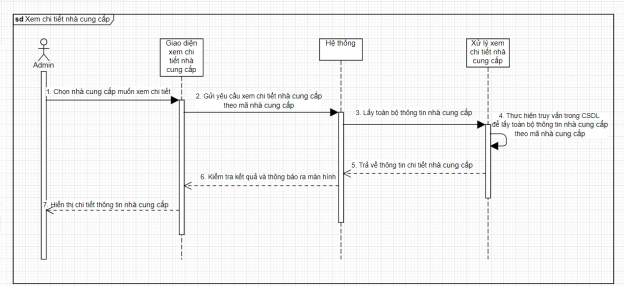 sd Xem chi tiết nhà cung cấp
Admin
Giao diện
xem chi
tiết nhà
cung cấp
Hệ thống
Xử lý xem
chi tiết nhà
cung cấp
1. Chọn nhà cung cấp muốn xem chi tiết
2. Gửi yêu cầu xem chi tiết nhà cung cấp
theo mã nhà cung cấp
3. Lấy toàn bộ thông tin nhà cung cấp
4. Thực hiện truy vấn trong CSDL
để lấy toàn bộ thông tin nhà cung cấp
theo mã nhà cung cấp
5. Trả về thông tin chi tiết nhà cung cấp
6. Kiểm tra kết quả và thông báo ra màn hình
7. Hiển thị chi tiết thông tin nhà cung cấp